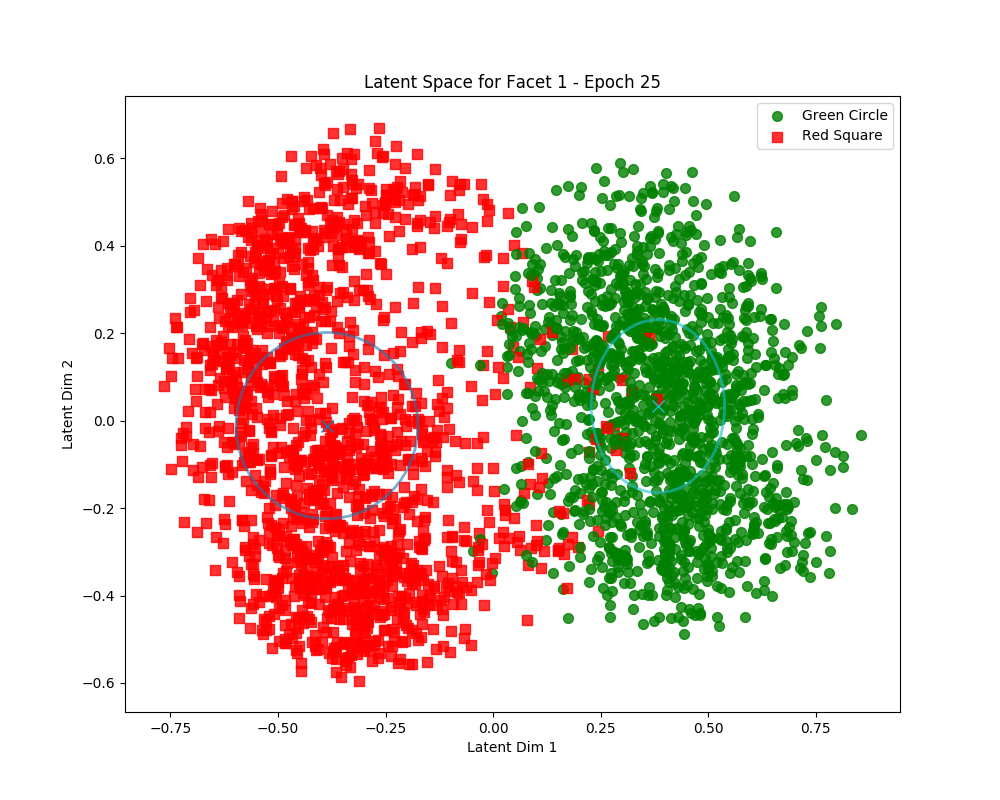 Latent Space for Facet 1 - Epoch 25
Green Circle
Red Square
0.6
0.4
0.2
0.0
−0.2
−0.4
−0.6
Latent Dim 2
−0.75
−0.50
−0.25
0.00
0.25
0.50
0.75
Latent Dim 1